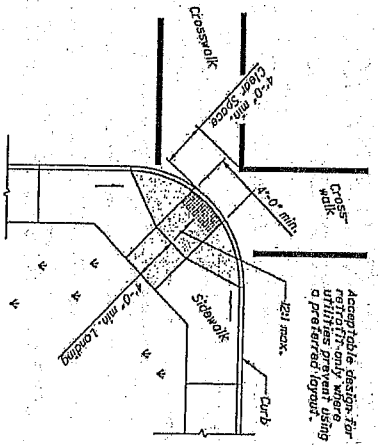 Crosswalk
4'-0" min.
Clear Space
4'-0" min.
Cross-
walk
Acceptable design for
retrofit only where
utilities prevent using
a preferred layout.
12:1 max.
Sidewalk
4'-0" min. Landing
Curb